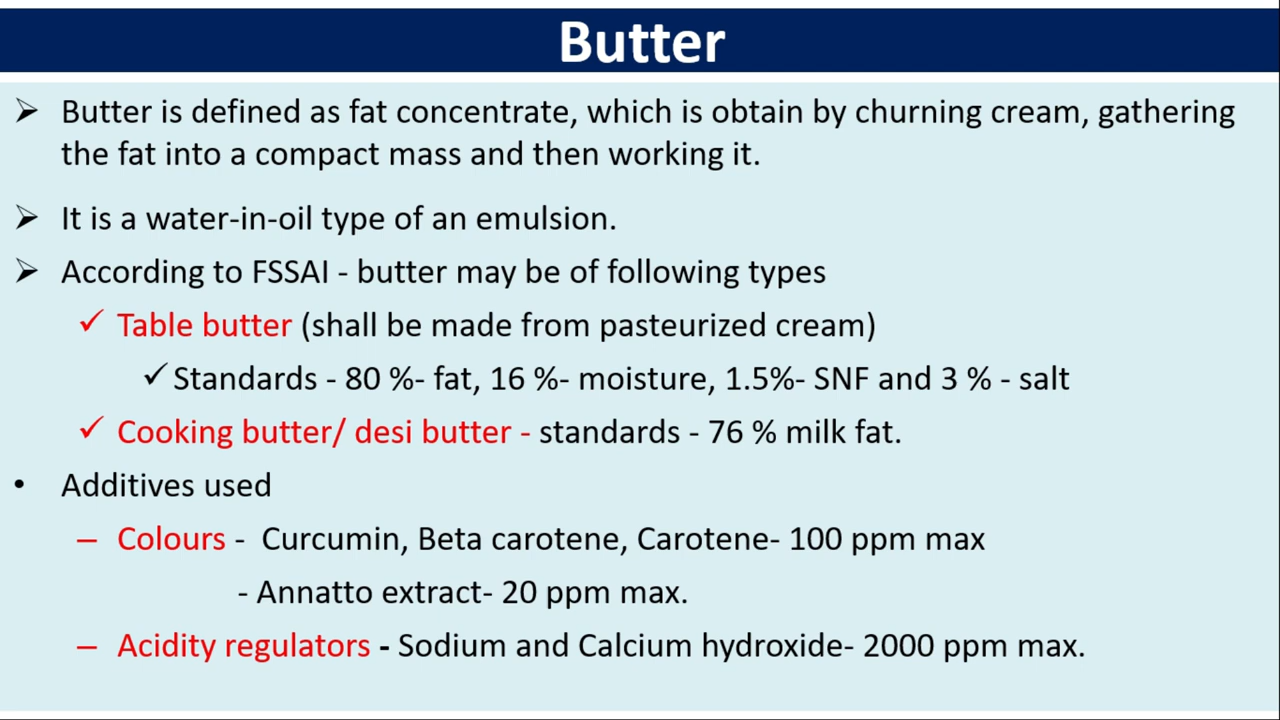 Butter
➢ Butter is defined as fat concentrate, which is obtain by churning cream, gathering
the fat into a compact mass and then working it.
➢ It is a water-in-oil type of an emulsion.
➢ According to FSSAI - butter may be of following types
✓ Table butter (shall be made from pasteurized cream)
✓ Standards - 80 %- fat, 16 %- moisture, 1.5%- SNF and 3 % - salt
✓ Cooking butter/ desi butter - standards - 76 % milk fat.
• Additives used
– Colours - Curcumin, Beta carotene, Carotene- 100 ppm max
- Annatto extract- 20 ppm max.
– Acidity regulators - Sodium and Calcium hydroxide- 2000 ppm max.